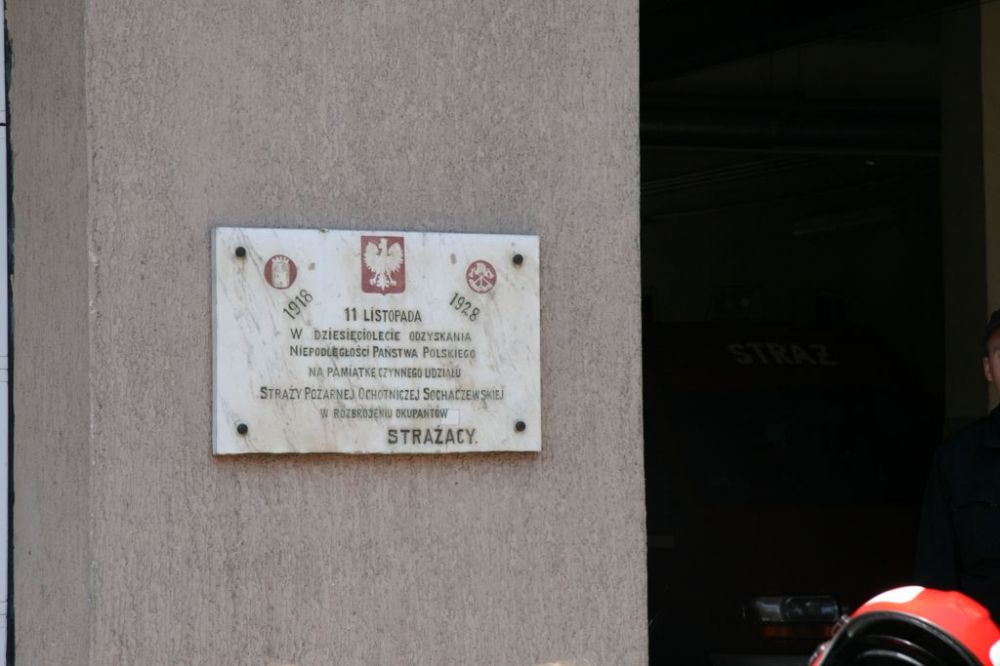 1918
1928
11 LISTOPADA
W DZIESIĘCIOLECIE ODZYSKANIA
NIEPODLEGŁOŚCI PAŃSTWA POLSKIEGO
NA PAMIĄTKĘ CZYNNEGO UDZIAŁU
STRAŻY POŻARNEJ OCHOTNICZEJ SOCHACZEWSKIEJ
W ROZBROJENIU OKUPANTÓW
STRAŻACY.
STRAŻ